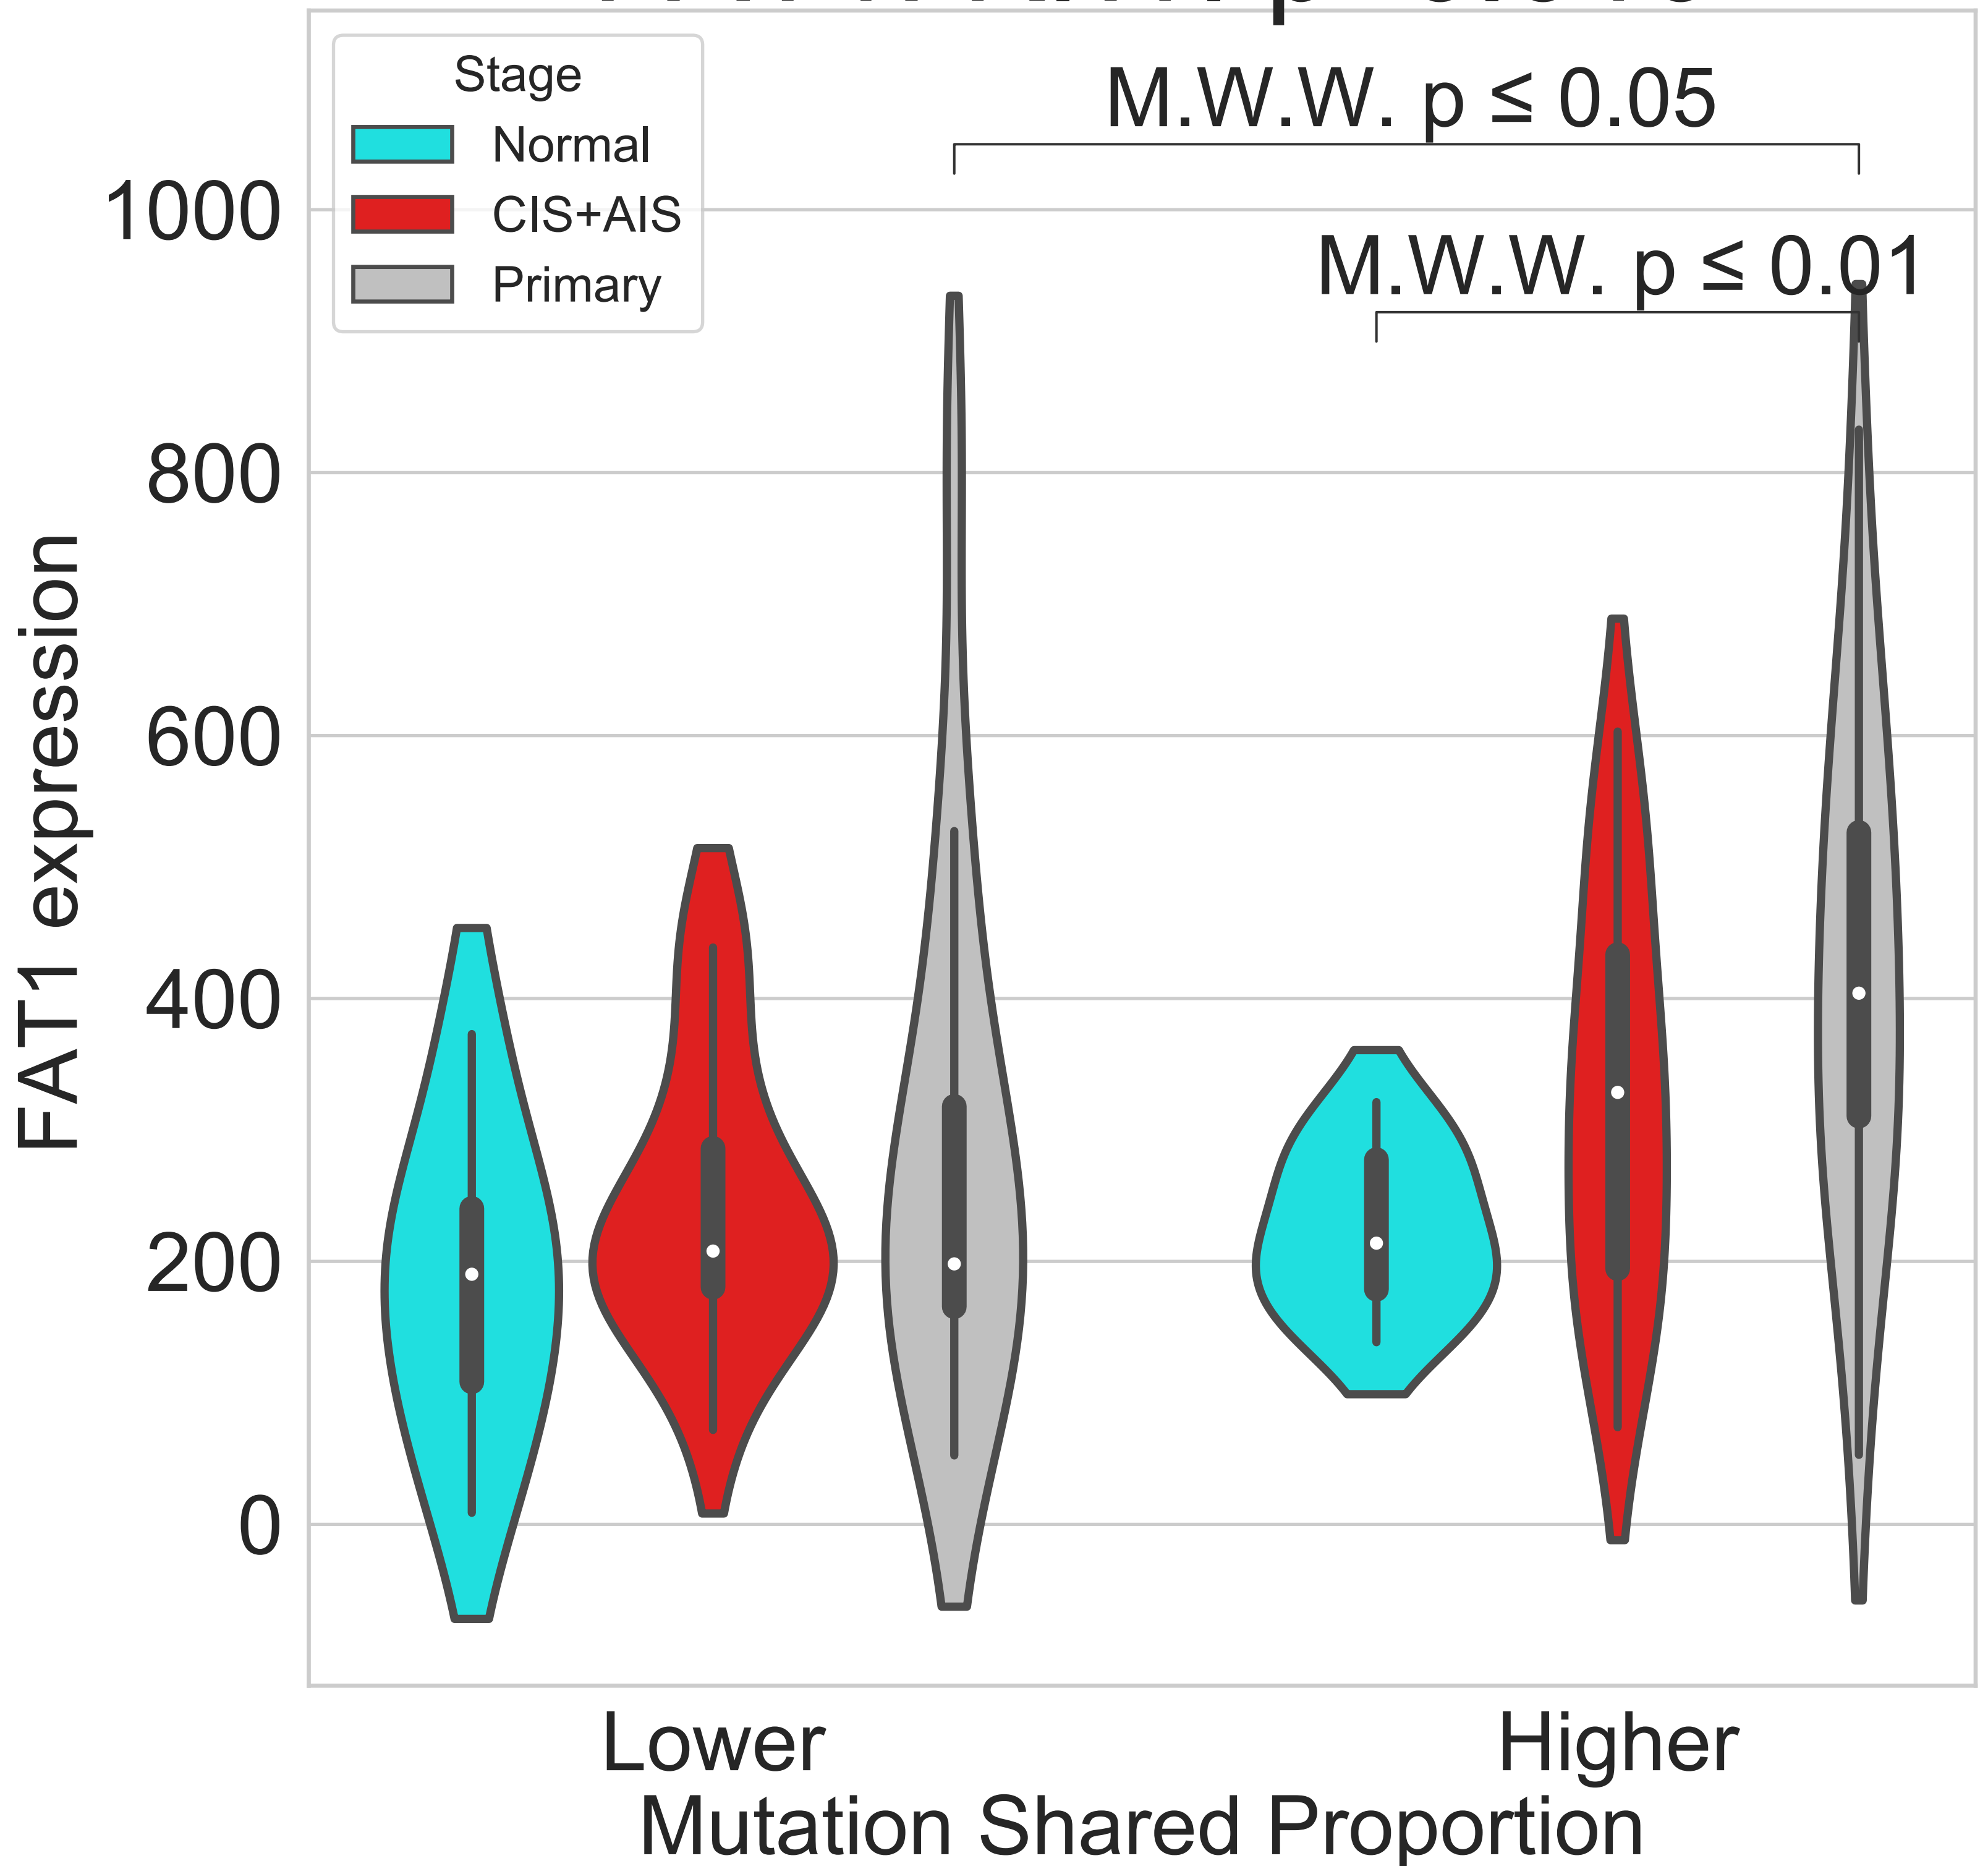 Stage
Normal
CIS+AIS
Primary
M.W.W. p ≤ 0.05
M.W.W. p ≤ 0.01
1000
800
600
400
200
0
FAT1 expression
Lower
Higher
Mutation Shared Proportion